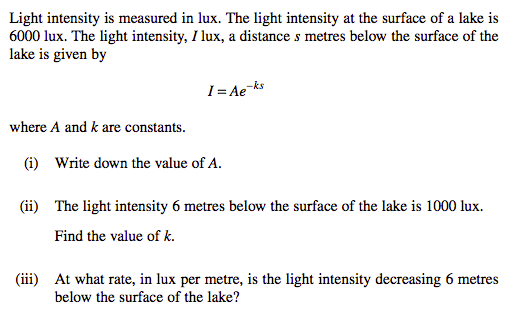 Light intensity is measured in lux. The light intensity at the surface of a lake is
6000 lux. The light intensity, I lux, a distance s metres below the surface of the
lake is given by
I = Ae^{-ks}
where A and k are constants.
(i) Write down the value of A.
(ii) The light intensity 6 metres below the surface of the lake is 1000 lux.
Find the value of k.
(iii) At what rate, in lux per metre, is the light intensity decreasing 6 metres
below the surface of the lake?